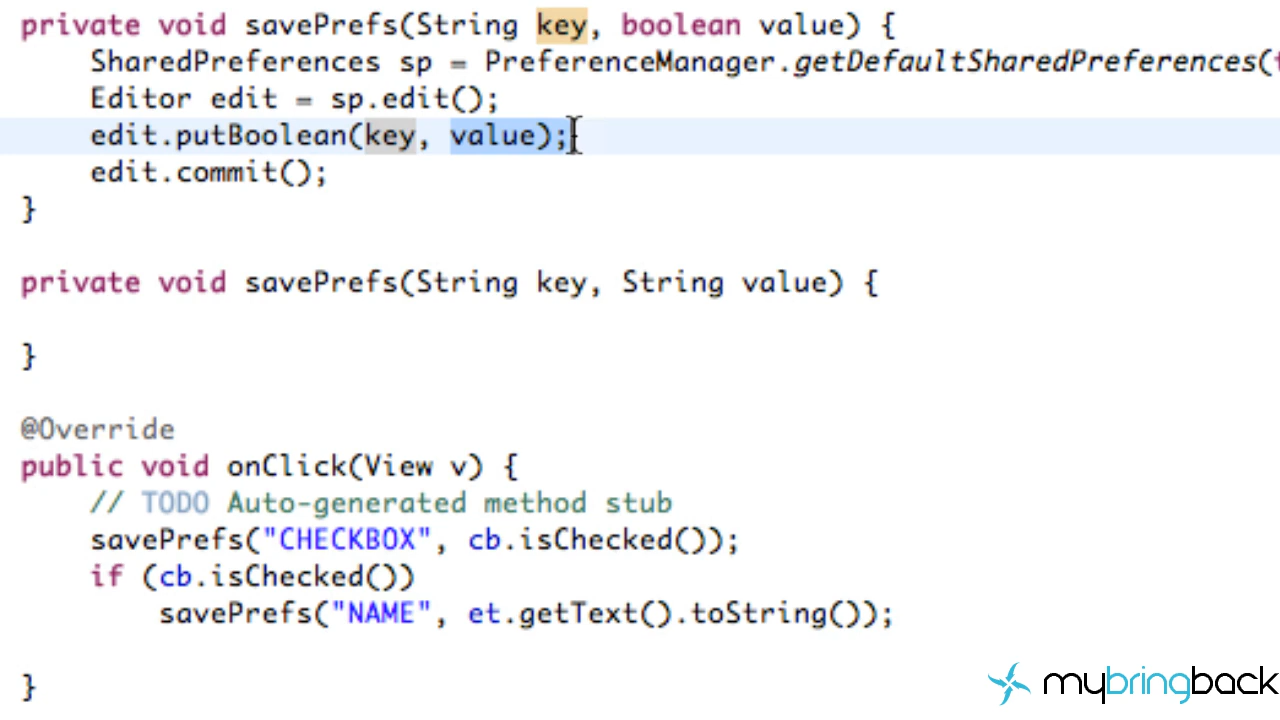 private void savePrefs(String key, boolean value) {
SharedPreferences sp = PreferenceManager.getDefaultSharedPreferences(
Editor edit = sp.edit();
edit.putBoolean(key, value);
edit.commit();
}
private void savePrefs(String key, String value) {
}
@Override
public void onClick(View v) {
// TODO Auto-generated method stub
savePrefs("CHECKBOX", cb.isChecked());
if (cb.isChecked())
savePrefs("NAME", et.getText().toString());
}
mybringback